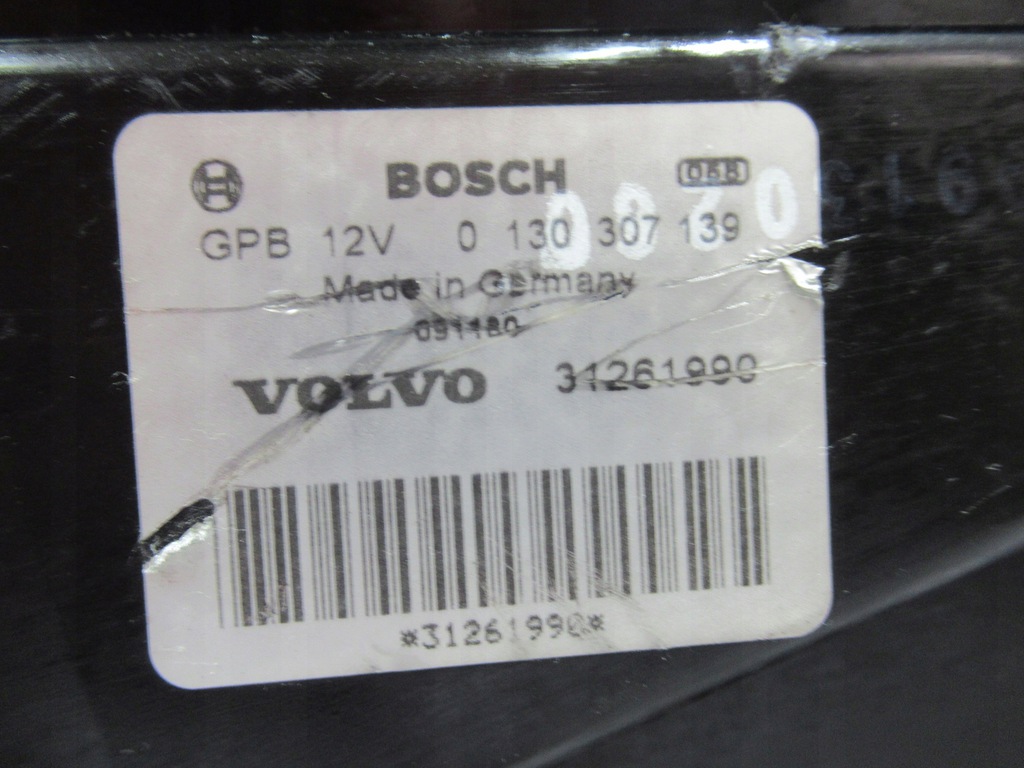 BOSCH
GPB 12V 0 130 307 139
Made in Germany
091180
VOLVO 31261990
*31261990*